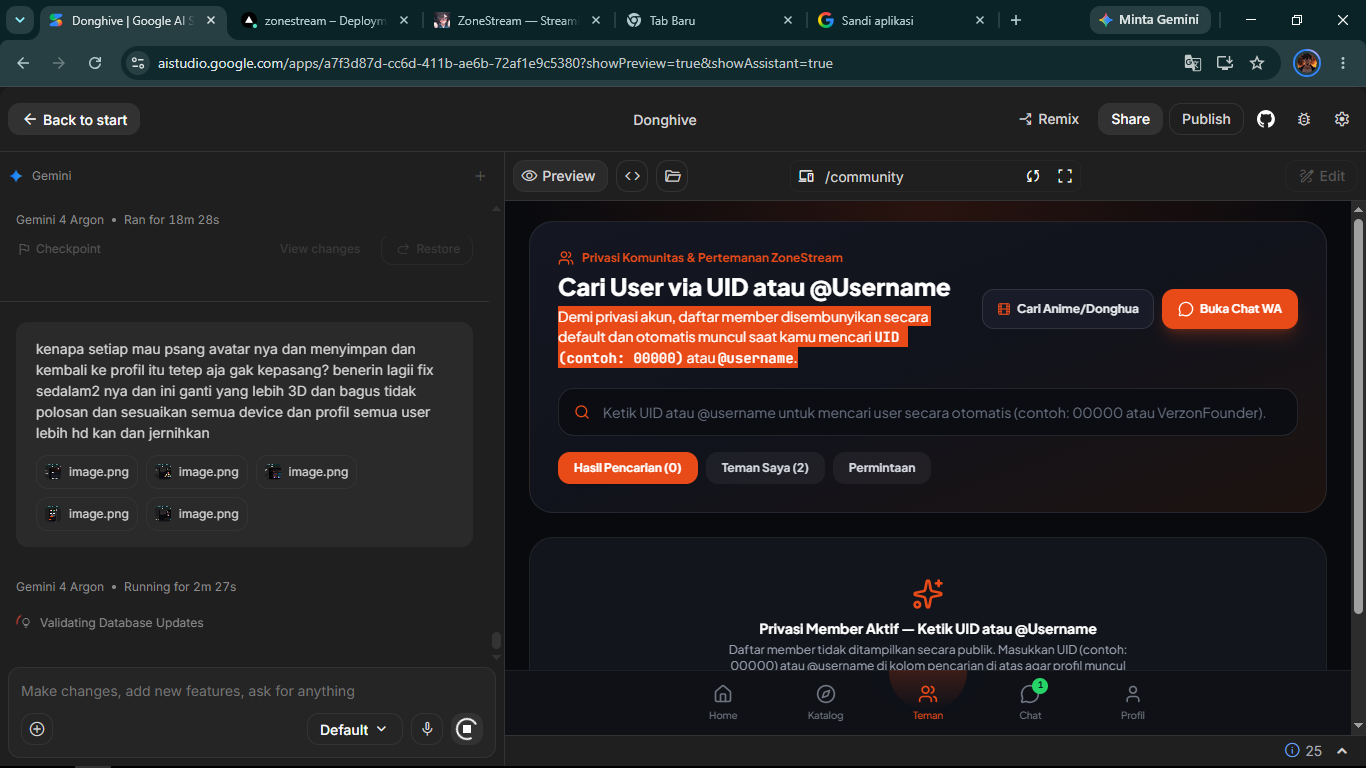 Donghive | Google AI S
zonestream – Deploym
ZoneStream — Stream
Tab Baru
Sandi aplikasi
Minta Gemini
aistudio.google.com/apps/a7f3d87d-cc6d-411b-ae6b-72af1e9c5380?showPreview=true&showAssistant=true
Back to start
Donghive
Remix
Share
Publish
Gemini
Preview
/community
Edit
Gemini 4 Argon • Ran for 18m 28s
Checkpoint
View changes
Restore
kenapa setiap mau psang avatar nya dan menyimpan dan
kembali ke profil itu tetep aja gak kepasang? benerin lagii fix
sedalam2 nya dan ini ganti yang lebih 3D dan bagus tidak
polosan dan sesuaikan semua device dan profil semua user
lebih hd kan dan jernihkan
image.png
image.png
image.png
image.png
image.png
Gemini 4 Argon • Running for 2m 27s
Validating Database Updates
Make changes, add new features, ask for anything
Default
Privasi Komunitas & Pertemanan ZoneStream
Cari User via UID atau @Username
Demi privasi akun, daftar member disembunyikan secara
default dan otomatis muncul saat kamu mencari UID
(contoh: 00000) atau @username.
Cari Anime/Donghua
Buka Chat WA
Ketik UID atau @username untuk mencari user secara otomatis (contoh: 00000 atau VerzonFounder).
Hasil Pencarian (0)
Teman Saya (2)
Permintaan
Privasi Member Aktif — Ketik UID atau @Username
Daftar member tidak ditampilkan secara publik. Masukkan UID (contoh:
00000) atau @username di kolom pencarian di atas agar profil muncul
Home
Katalog
Teman
1
Chat
Profil
25